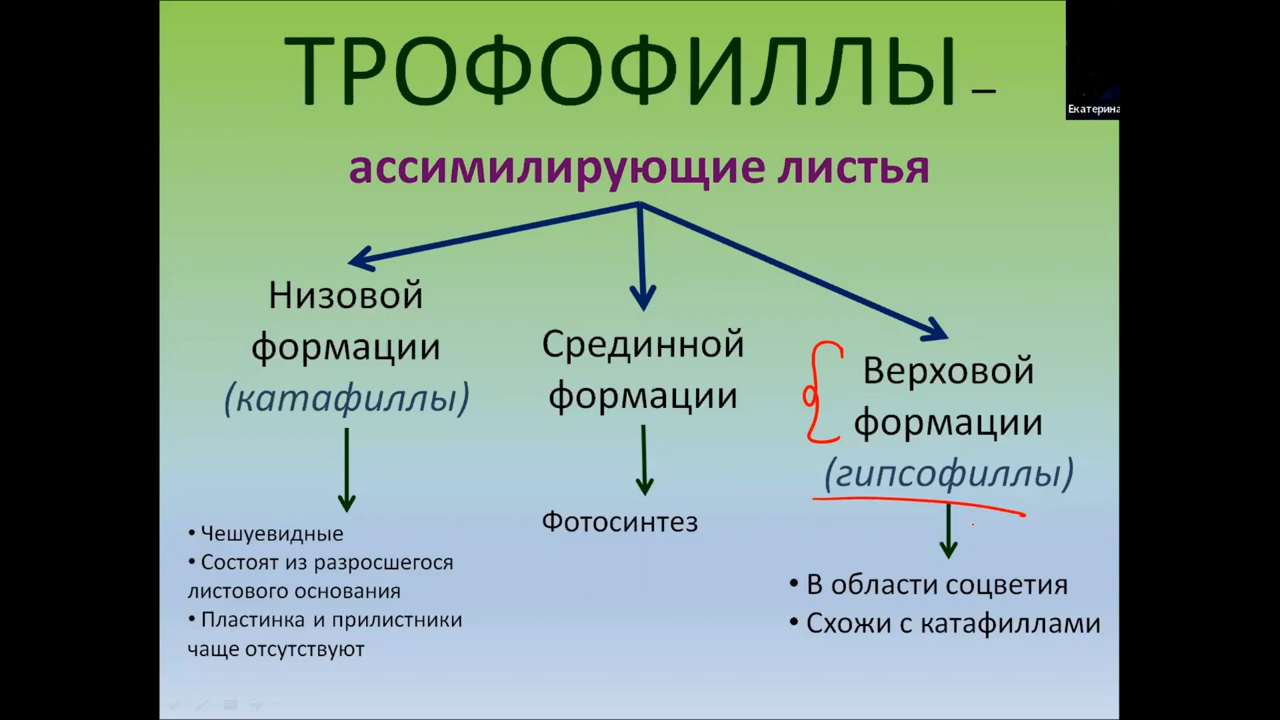 ТРОФОФИЛЛЫ –
Екатерина
ассимилирующие листья
Низовой
формации
(катафиллы)
• Чешуевидные
• Состоят из разросшегося
листового основания
• Пластинка и прилистники
чаще отсутствуют
Срединной
формации
Фотосинтез
Верховой
формации
(гипсофиллы)
• В области соцветия
• Схожи с катафиллами